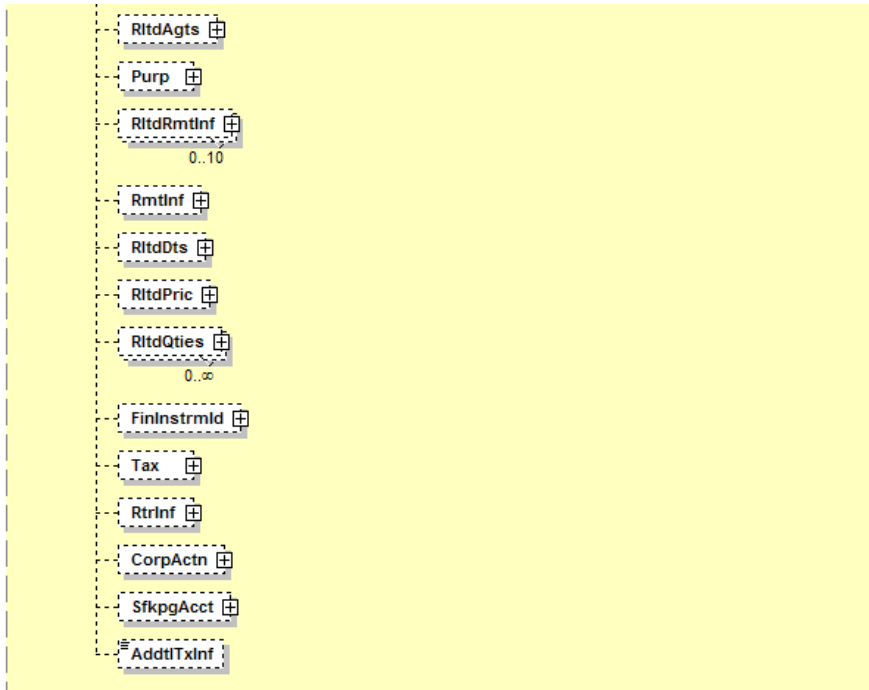 RltdAgts
Purp
RltdRmtInf
0..10
RmtInf
RltdDts
RltdPric
RltdQties
0..∞
FinInstrmId
Tax
RtrInf
CorpActn
SfkpgAcct
AddtlTxInf